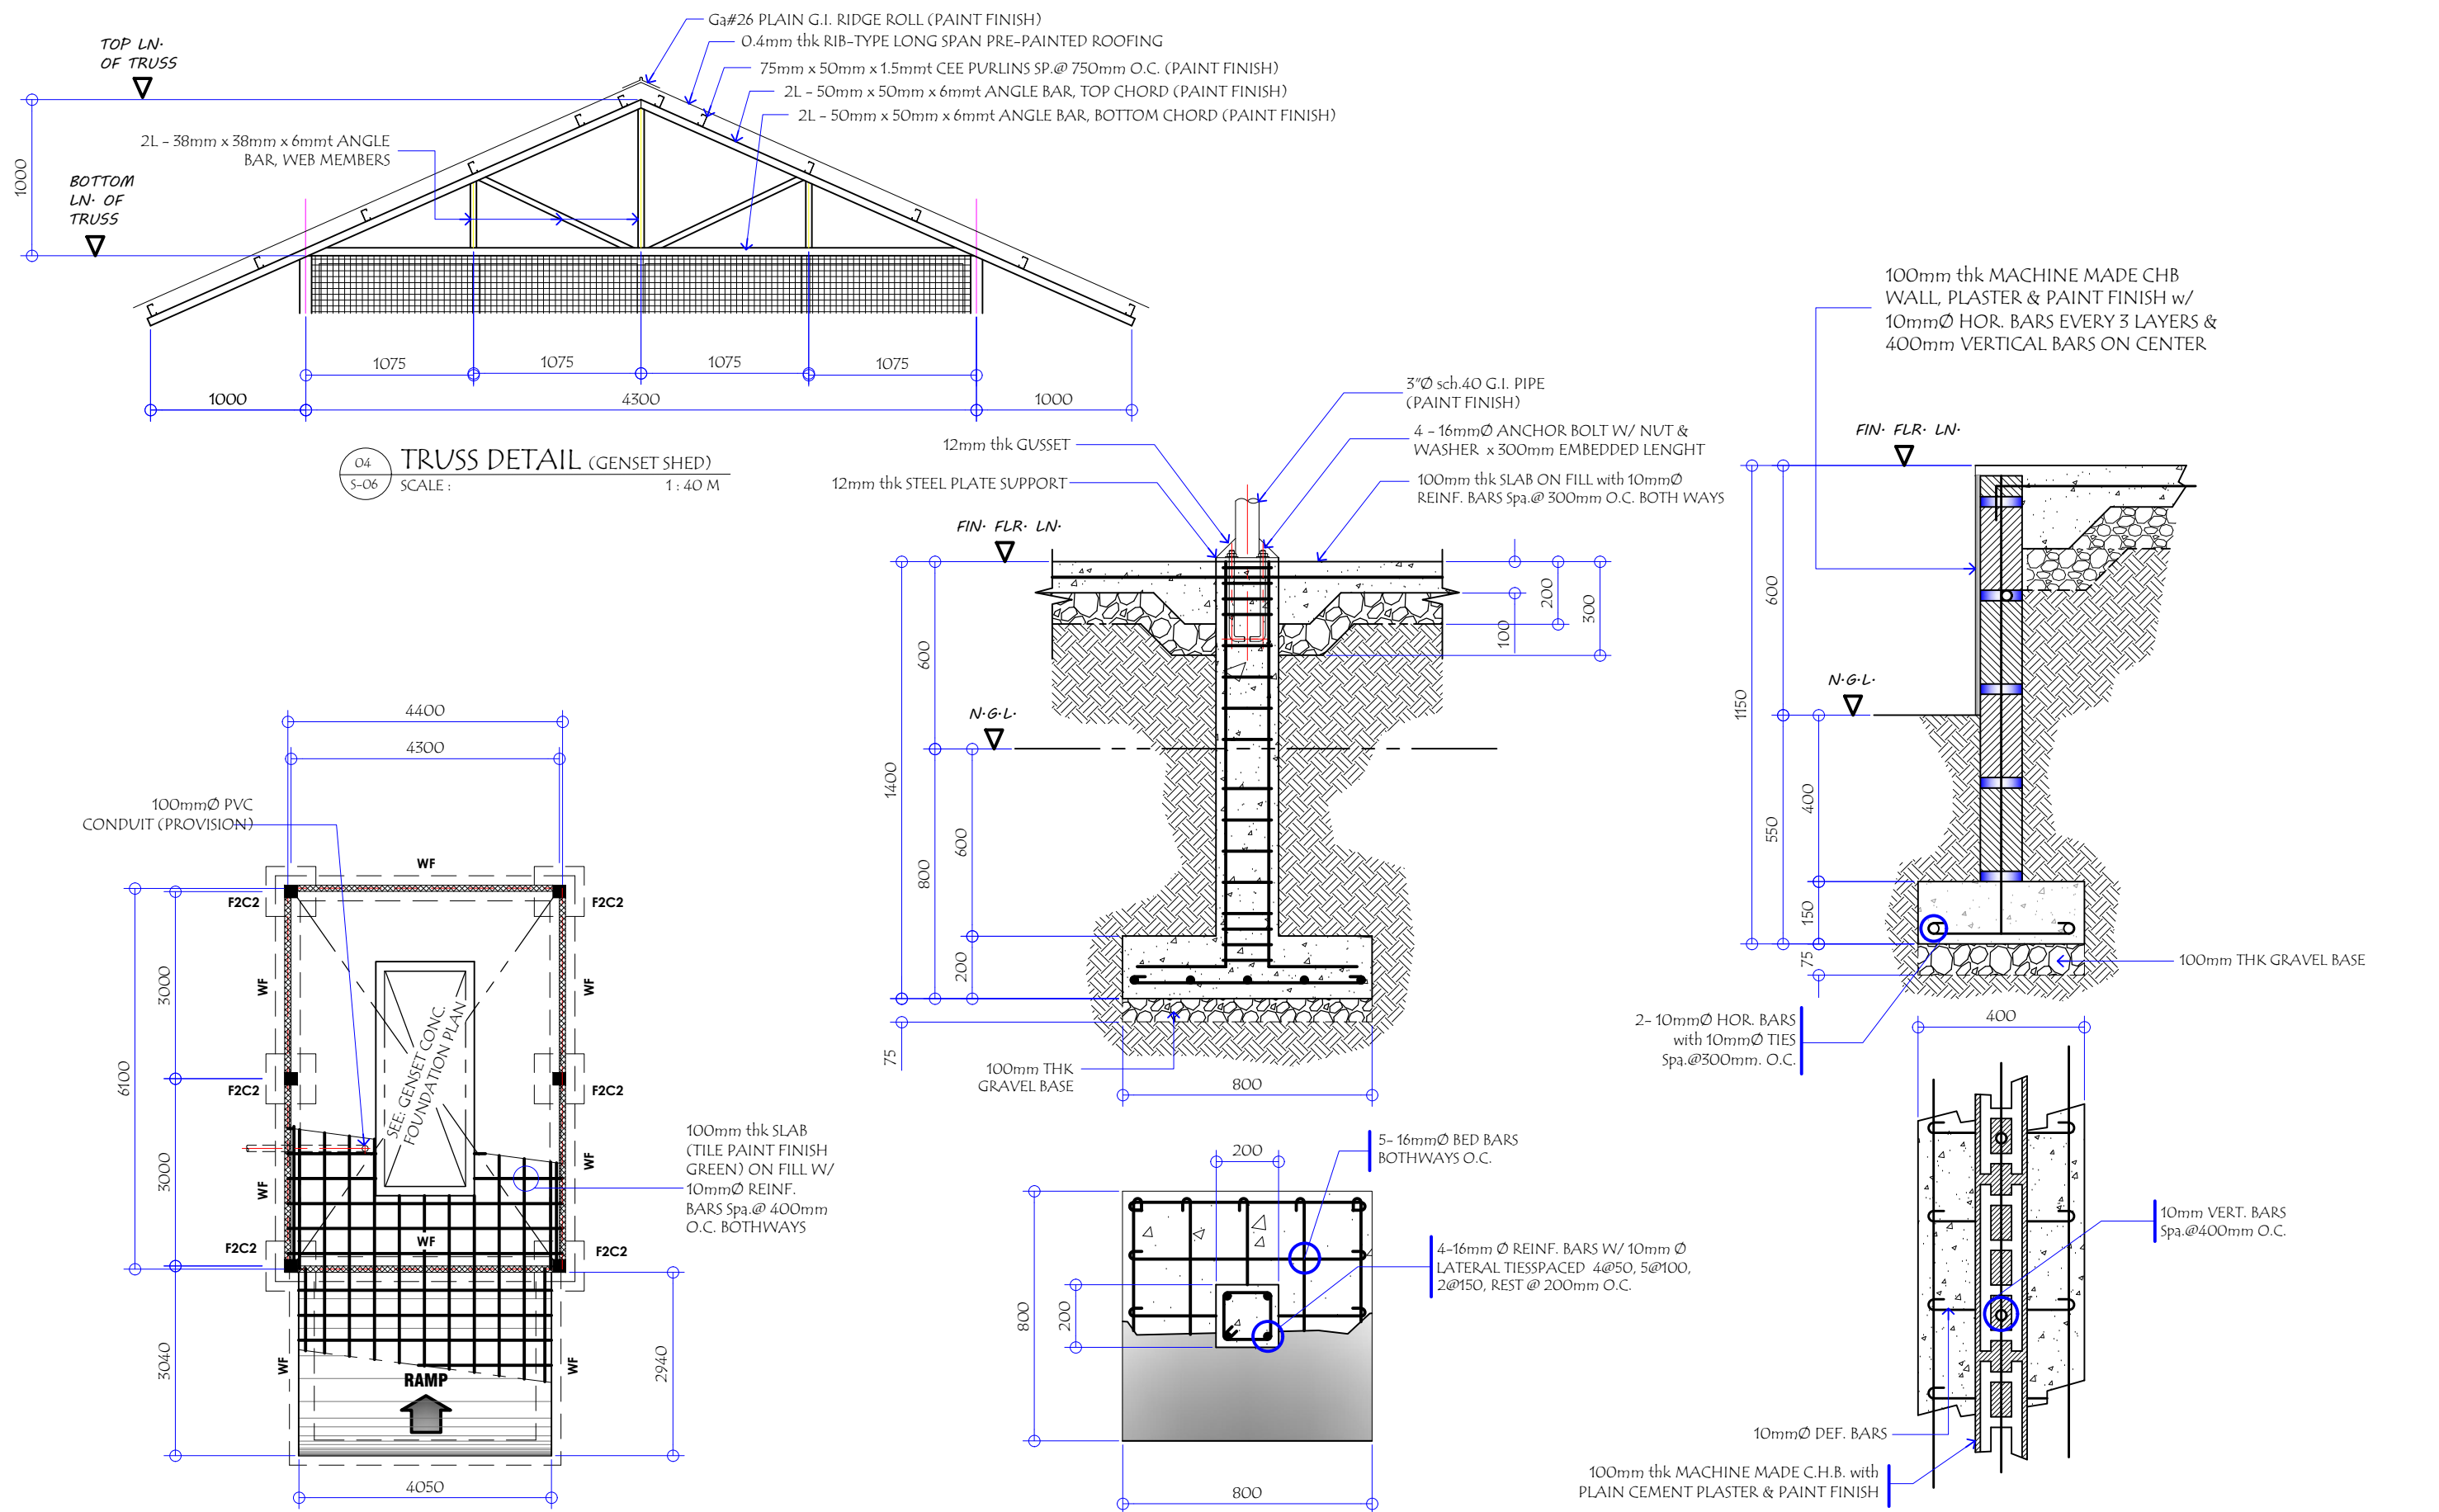 Ga#26 PLAIN G.I. RIDGE ROLL (PAINT FINISH)
0.4mm thk RIB-TYPE LONG SPAN PRE-PAINTED ROOFING
75mm x 50mm x 1.5mmt CEE PURLINS SP.@ 750mm O.C. (PAINT FINISH)
2L - 50mm x 50mm x 6mmt ANGLE BAR, TOP CHORD (PAINT FINISH)
2L - 50mm x 50mm x 6mmt ANGLE BAR, BOTTOM CHORD (PAINT FINISH)
TOP LN.
OF TRUSS
2L - 38mm x 38mm x 6mmt ANGLE
BAR, WEB MEMBERS
1000
BOTTOM
LN. OF
TRUSS
1075
1075
1075
1075
1000
4300
1000
04
S-06
TRUSS DETAIL (GENSET SHED)
SCALE :
1 : 40 M
3"Ø sch.40 G.I. PIPE
(PAINT FINISH)
12mm thk GUSSET
4 - 16mmØ ANCHOR BOLT W/ NUT &
WASHER x 300mm EMBEDDED LENGHT
12mm thk STEEL PLATE SUPPORT
100mm thk SLAB ON FILL with 10mmØ
REINF. BARS Spa.@ 300mm O.C. BOTH WAYS
FIN. FLR. LN.
600
200
300
100
N.G.L.
1400
600
800
200
75
100mm THK
GRAVEL BASE
800
100mm thk MACHINE MADE CHB
WALL, PLASTER & PAINT FINISH w/
10mmØ HOR. BARS EVERY 3 LAYERS &
400mm VERTICAL BARS ON CENTER
FIN. FLR. LN.
600
N.G.L.
1150
400
550
150
75
100mm THK GRAVEL BASE
2- 10mmØ HOR. BARS
with 10mmØ TIES
Spa.@300mm. O.C.
400
4400
4300
100mmØ PVC
CONDUIT (PROVISION)
WF
F2C2
F2C2
WF
WF
3000
SEE: GENSET CONC.
FOUNDATION PLAN
6100
F2C2
F2C2
100mm thk SLAB
(TILE PAINT FINISH
GREEN) ON FILL W/
10mmØ REINF.
BARS Spa.@ 400mm
O.C. BOTHWAYS
3000
WF
WF
WF
F2C2
F2C2
3040
WF
WF
2940
RAMP
4050
200
5- 16mmØ BED BARS
BOTHWAYS O.C.
800
200
4-16mm Ø REINF. BARS W/ 10mm Ø
LATERAL TIESSPACED 4@50, 5@100,
2@150, REST @ 200mm O.C.
800
10mm VERT. BARS
Spa.@400mm O.C.
10mmØ DEF. BARS
100mm thk MACHINE MADE C.H.B. with
PLAIN CEMENT PLASTER & PAINT FINISH